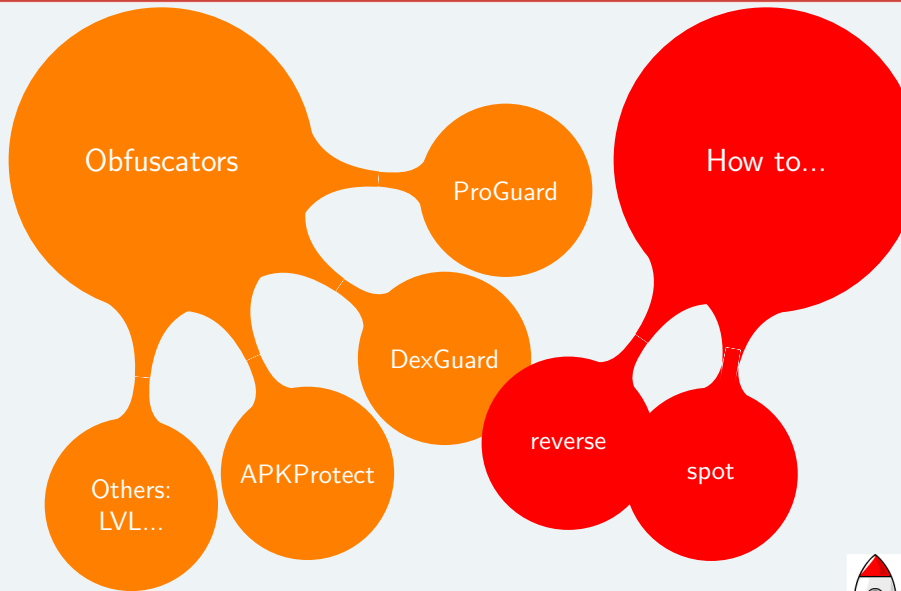 Obfuscators
ProGuard
DexGuard
APKProtect
Others:
LVL...
How to...
reverse
spot